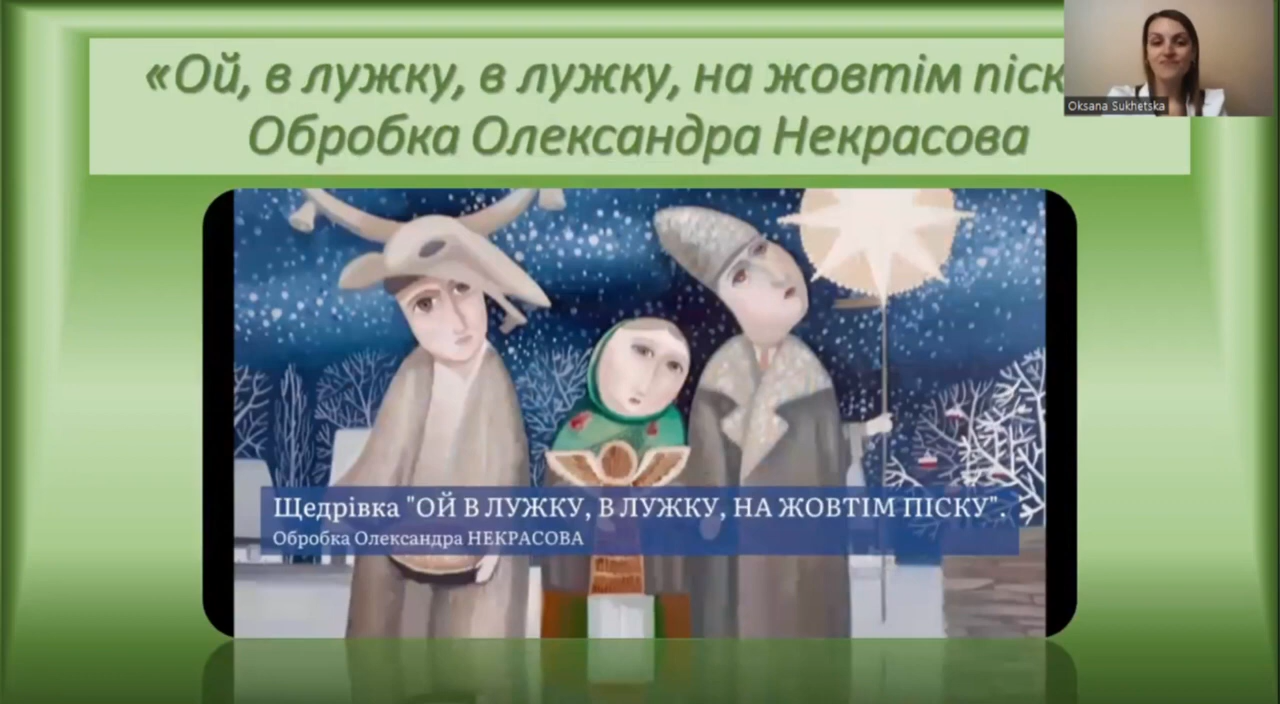 «Ой, в лужку, в лужку, на жовтім піск
Обробка Олександра Некрасова
Oksana Sukhetska
Щедрівка "ОЙ В ЛУЖКУ, В ЛУЖКУ, НА ЖОВТІМ ПІСКУ".
Обробка Олександра НЕКРАСОВА